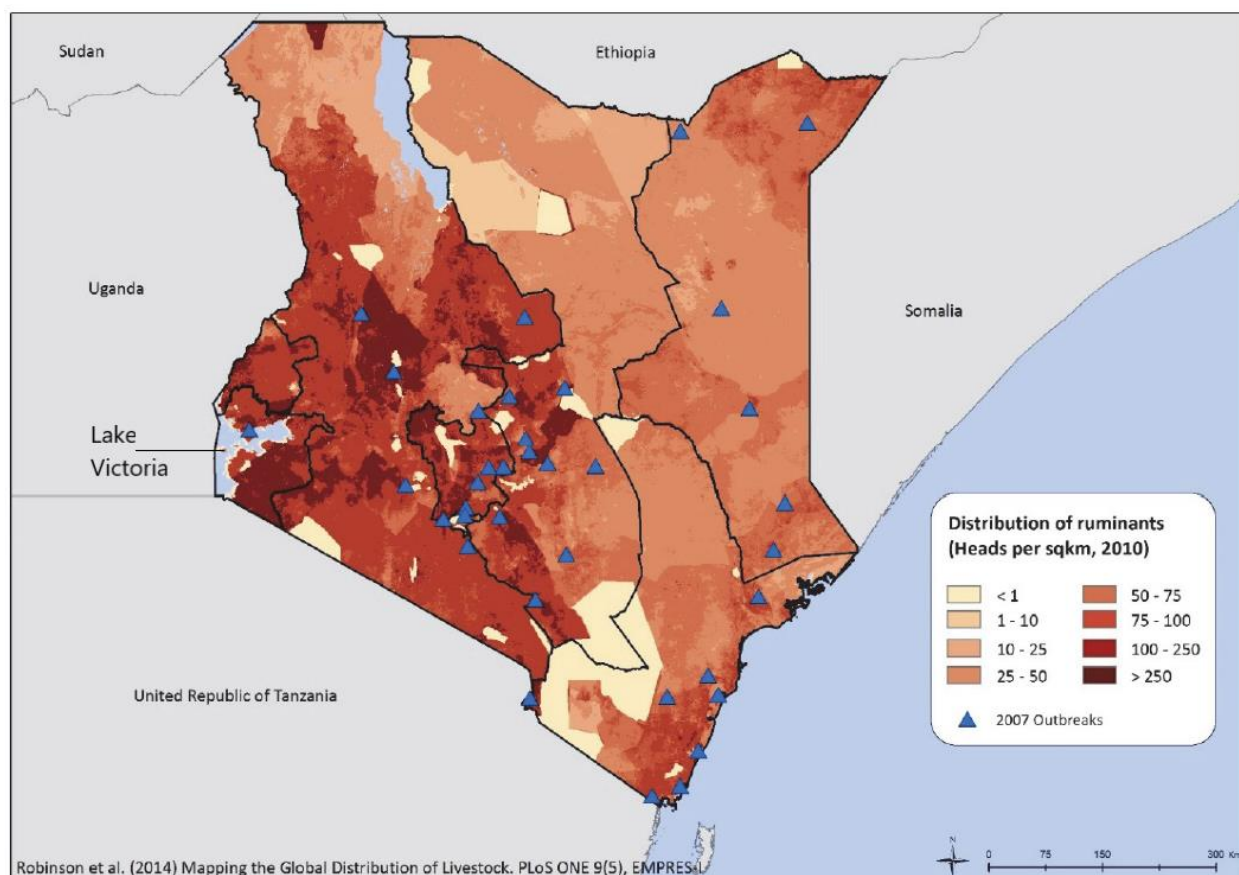 Sudan
Ethiopia
Uganda
Somalia
Lake
Victoria
Distribution of ruminants
(Heads per sqkm, 2010)
< 1
50 - 75
1 - 10
75 - 100
10 - 25
100 - 250
25 - 50
> 250
2007 Outbreaks
United Republic of Tanzania
N
0 75 150 300 Km
Robinson et al. (2014) Mapping the Global Distribution of Livestock. PLoS ONE 9(5), EMPRES-i